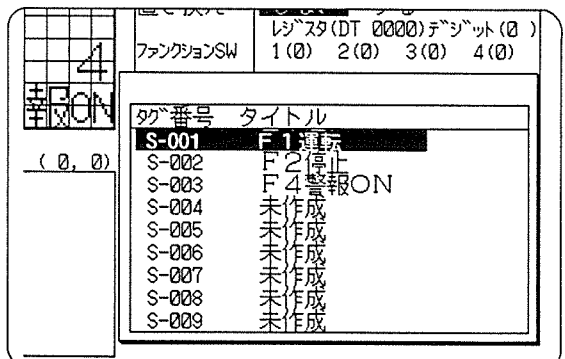 レジスタ(DT 0000)デジット(0 )
ファンクションSW 1(0) 2(0) 3(0) 4(0)
4
ON
( 0, 0)
タグ番号 タイトル
S-001 F1運転
S-002 F2停止
S-003 F4警報ON
S-004 未作成
S-005 未作成
S-006 未作成
S-007 未作成
S-008 未作成
S-009 未作成